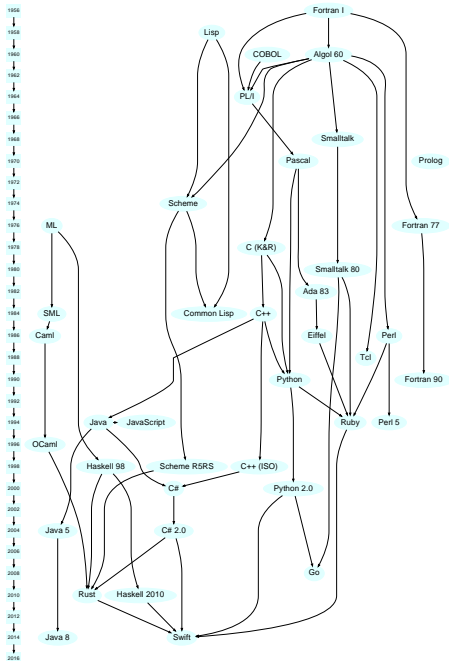 1956 Fortran I
1958 Lisp
1960 COBOL Algol 60
1962
1964 PL/I
1966
1968 Smalltalk
1970 Pascal Prolog
1972
1974 Scheme
1976 ML Fortran 77
1978 C (K&R)
1980 Smalltalk 80
1982 Ada 83
1984 SML Common Lisp C++
1986 Caml Eiffel Perl
1988 Tcl
1990 Python Fortran 90
1992
1994 Java JavaScript Ruby Perl 5
1996 OCaml
1998 Haskell 98 Scheme R5RS C++ (ISO)
2000 C# Python 2.0
2002
2004 Java 5 C# 2.0
2006
2008 Go
2010 Rust Haskell 2010
2012
2014 Java 8 Swift
2016